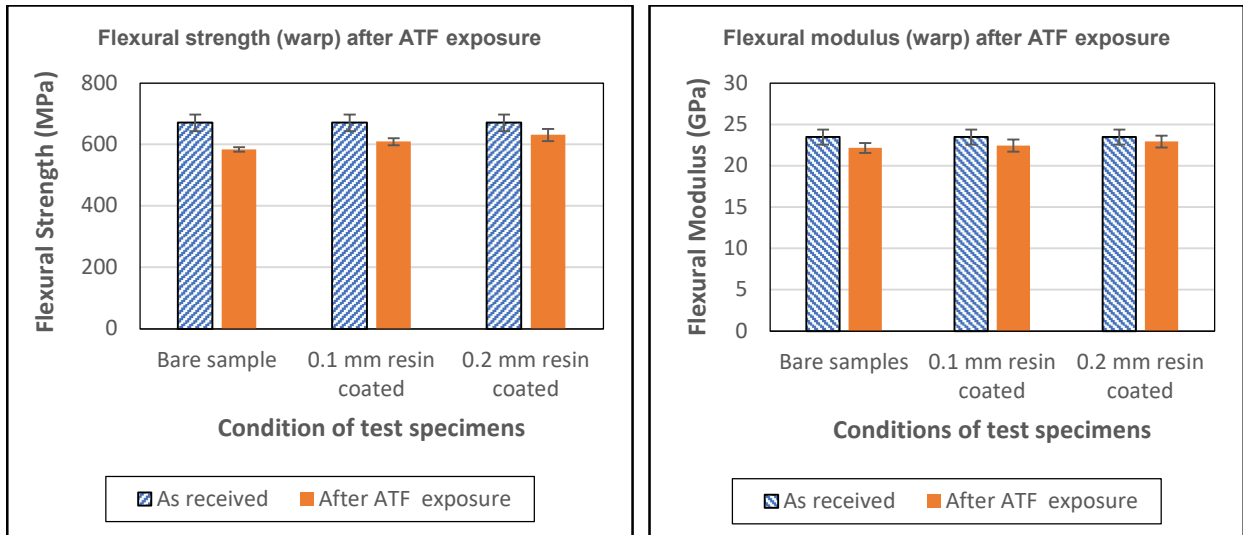 Flexural strength (warp) after ATF exposure
Flexural Strength (MPa)
800
600
400
200
0
Bare sample
0.1 mm resin
coated
0.2 mm resin
coated
Condition of test specimens
As received
After ATF exposure
Flexural modulus (warp) after ATF exposure
Flexural Modulus (GPa)
30
25
20
15
10
5
0
Bare samples
0.1 mm resin
coated
0.2 mm resin
coated
Conditions of test specimens
As received
After ATF exposure